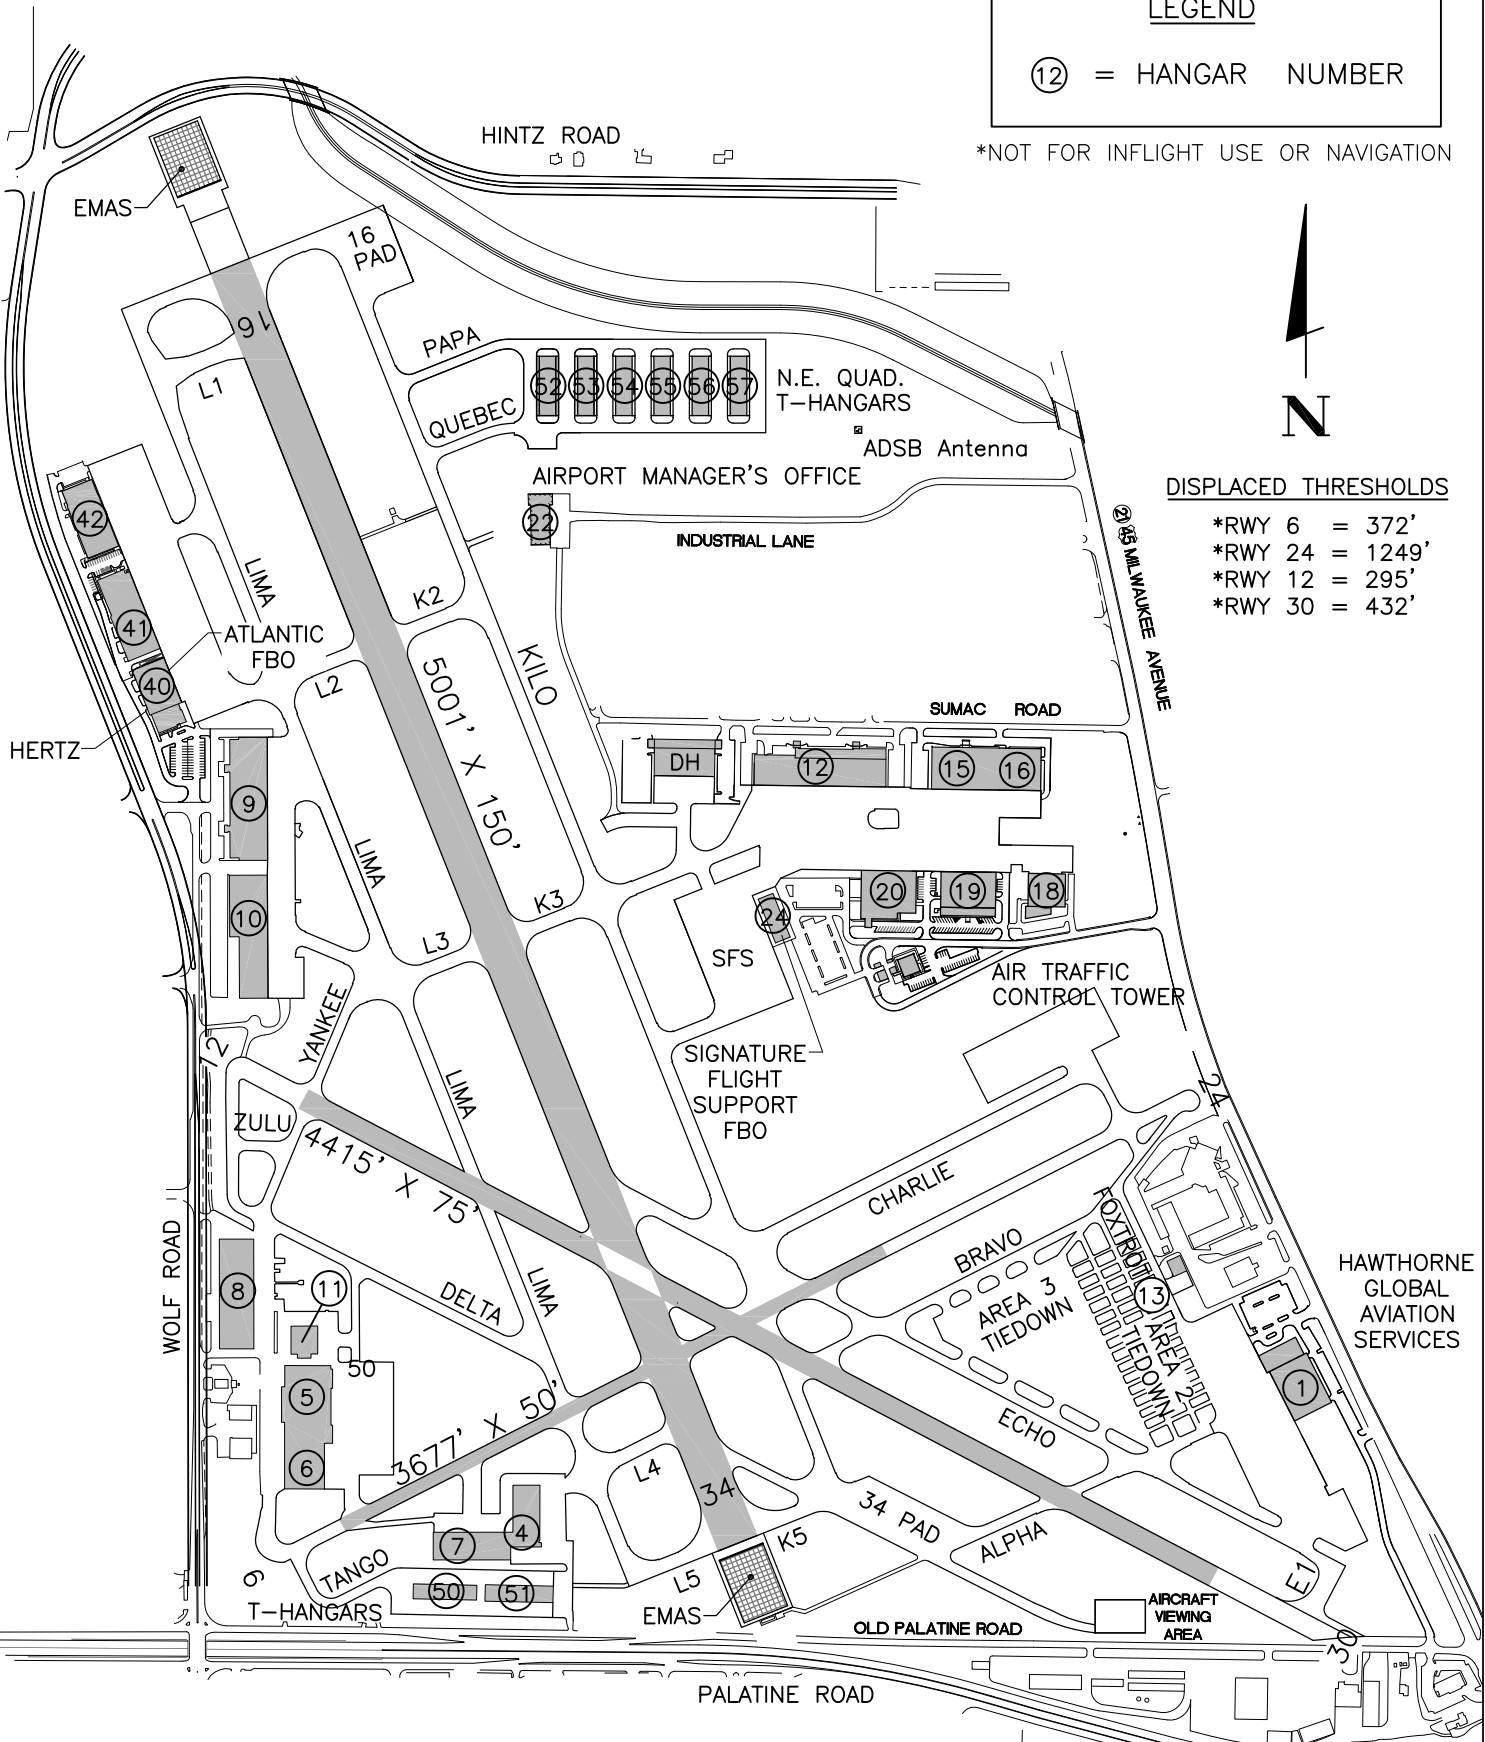 LEGEND
12 = HANGAR NUMBER
*NOT FOR INFLIGHT USE OR NAVIGATION
HINTZ ROAD
EMAS
16
PAD
16
PAPA
L1
QUEBEC
52 53 54 55 56 57
N.E. QUAD.
T-HANGARS
ADSB Antenna
N
AIRPORT MANAGER'S OFFICE
22
INDUSTRIAL LANE
DISPLACED THRESHOLDS
*RWY 6 = 372'
*RWY 24 = 1249'
*RWY 12 = 295'
*RWY 30 = 432'
21 45 MILWAUKEE AVENUE
42
LIMA
K2
41
ATLANTIC
FBO
40
L2
KILO
5001' X 150'
HERTZ
SUMAC ROAD
DH
12
15
16
9
LIMA
10
L3
K3
20
19
18
24
SFS
AIR TRAFFIC
CONTROL TOWER
YANKEE
12
SIGNATURE
FLIGHT
SUPPORT
FBO
LIMA
24
ZULU
4415' X 75'
CHARLIE
FOXTROT
BRAVO
WOLF ROAD
8
11
DELTA
LIMA
AREA 3
TIEDOWN
13
AREA 2
TIEDOWN
HAWTHORNE
GLOBAL
AVIATION
SERVICES
50
5
1
3677' X 50'
ECHO
6
L4
34
34 PAD
4
7
K5
ALPHA
TANGO
6
50
51
L5
E1
T-HANGARS
EMAS
OLD PALATINE ROAD
AIRCRAFT
VIEWING
AREA
30
PALATINE ROAD